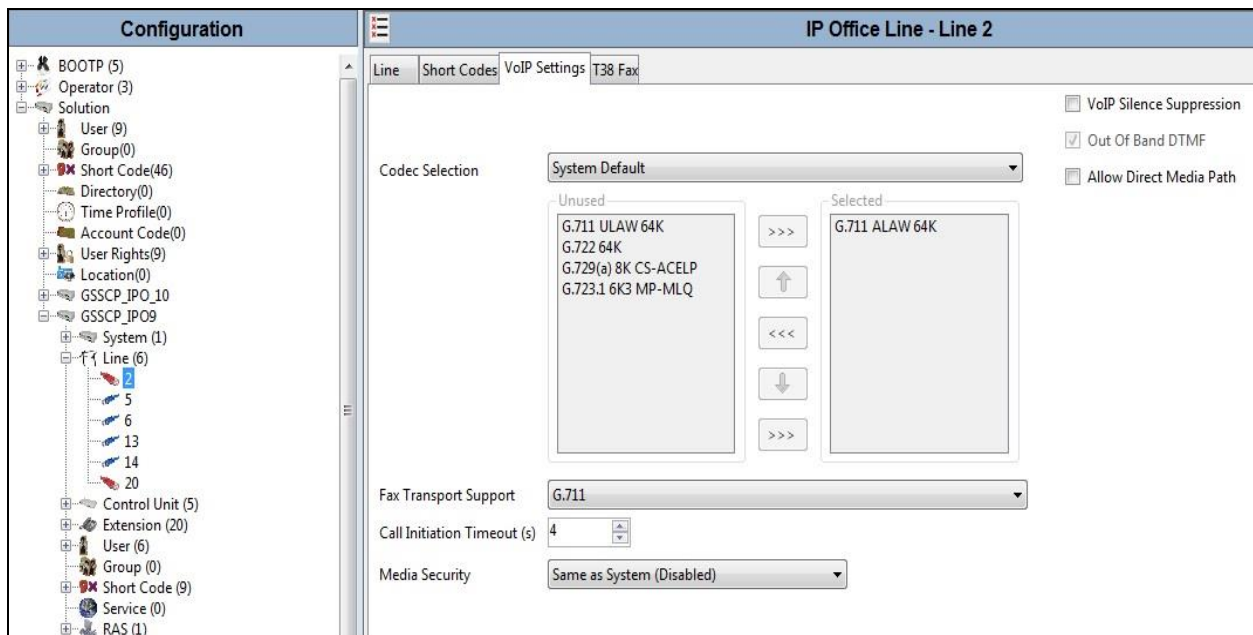 Configuration
BOOTP (5)
Operator (3)
Solution
User (9)
Group(0)
Short Code(46)
Directory(0)
Time Profile(0)
Account Code(0)
User Rights(9)
Location(0)
GSSCP_IPO_10
GSSCP_IPO9
System (1)
Line (6)
2
5
6
13
14
20
Control Unit (5)
Extension (20)
User (6)
Group (0)
Short Code (9)
Service (0)
RAS (1)
IP Office Line - Line 2
Line Short Codes VoIP Settings T38 Fax
VoIP Silence Suppression
Out Of Band DTMF
Allow Direct Media Path
Codec Selection System Default
Unused
G.711 ULAW 64K
G.722 64K
G.729(a) 8K CS-ACELP
G.723.1 6K3 MP-MLQ
>>>
<<<
>>>
Selected
G.711 ALAW 64K
Fax Transport Support G.711
Call Initiation Timeout (s) 4
Media Security Same as System (Disabled)